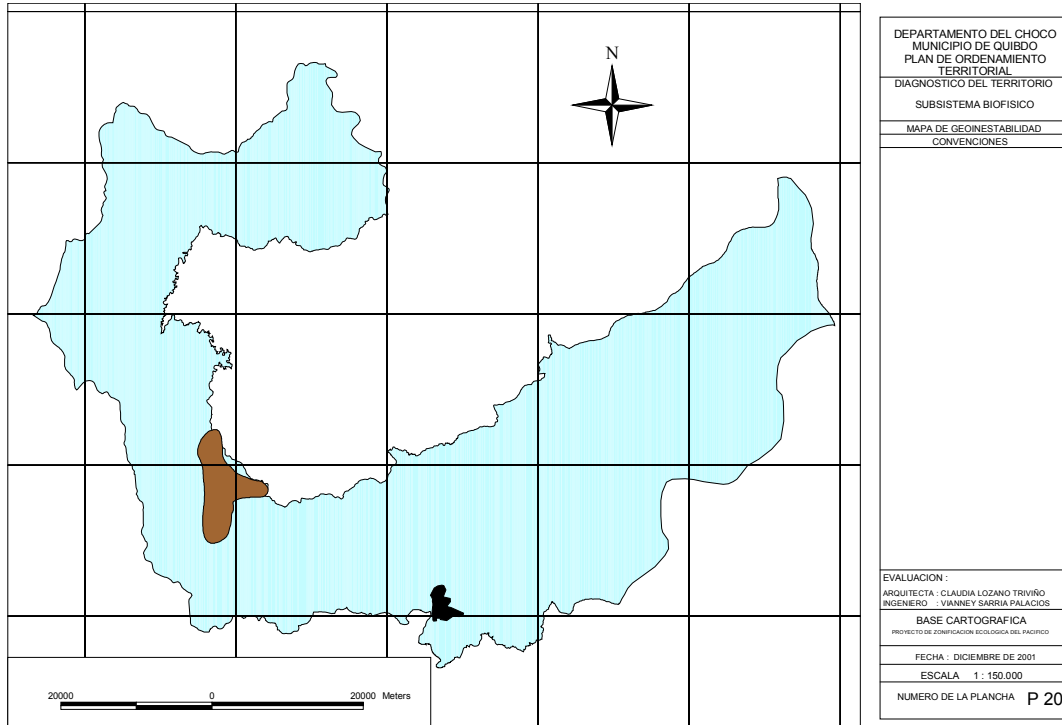 N
DEPARTAMENTO DEL CHOCO
MUNICIPIO DE QUIBDO
PLAN DE ORDENAMIENTO
TERRITORIAL
DIAGNOSTICO DEL TERRITORIO
SUBSISTEMA BIOFISICO
MAPA DE GEOINESTABILIDAD
CONVENCIONES
EVALUACION :
ARQUITECTA : CLAUDIA LOZANO TRIVIÑO
INGENIERO : VIANNEY SARRIA PALACIOS
BASE CARTOGRAFICA
PROYECTO DE ZONIFICACION ECOLOGICA DEL PACIFICO
FECHA : DICIEMBRE DE 2001
ESCALA 1 : 150.000
NUMERO DE LA PLANCHA P 20
20000 0 20000 Meters